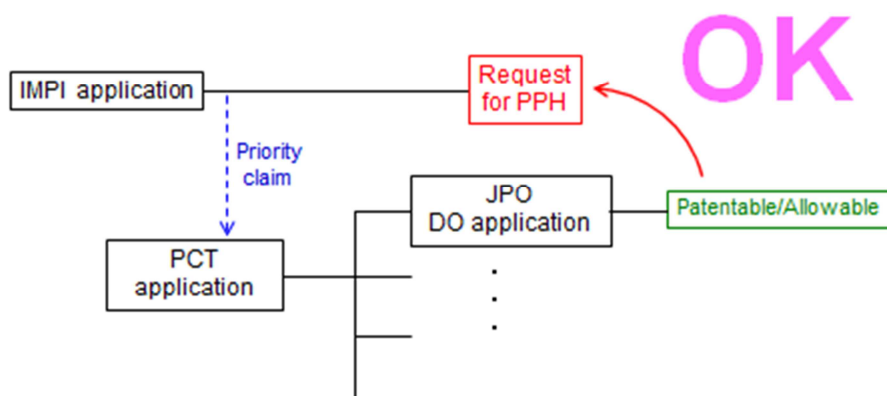 OK
Request
for PPH
IMPI application
Priority
claim
JPO
DO application
Patentable/Allowable
PCT
application